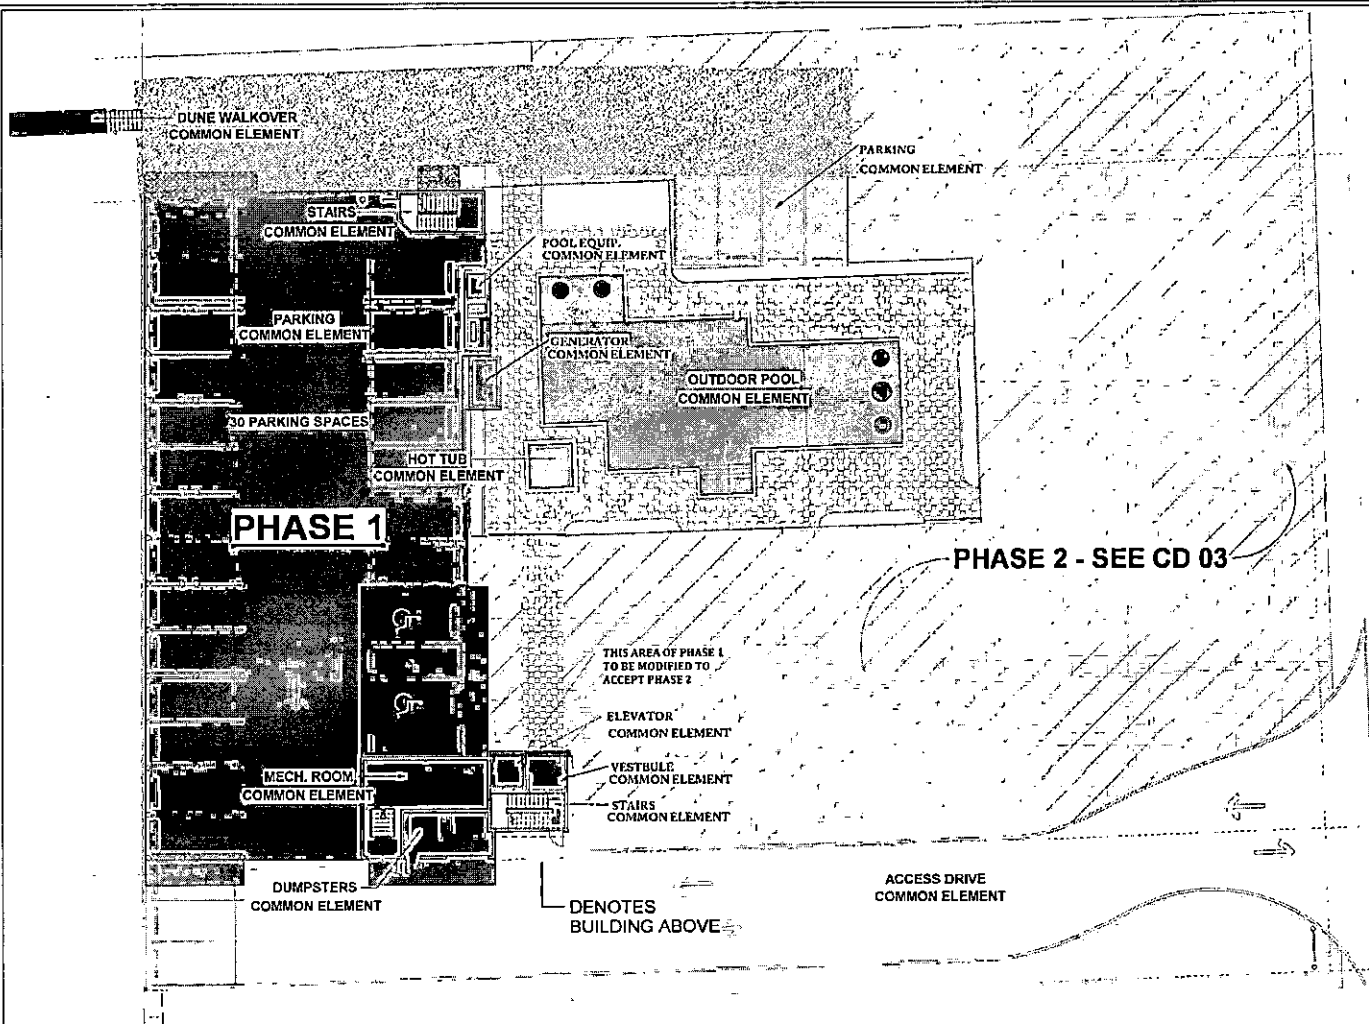 DUNE WALKOVER
COMMON ELEMENT
PARKING
COMMON ELEMENT
STAIRS
COMMON ELEMENT
POOL EQUIP.
COMMON ELEMENT
PARKING
COMMON ELEMENT
GENERATOR
COMMON ELEMENT
OUTDOOR POOL
COMMON ELEMENT
30 PARKING SPACES
HOT TUB
COMMON ELEMENT
PHASE 1
PHASE 2 - SEE CD 03
THIS AREA OF PHASE 1
TO BE MODIFIED TO
ACCEPT PHASE 2
ELEVATOR
COMMON ELEMENT
MECH. ROOM
COMMON ELEMENT
VESTBULE
COMMON ELEMENT
STAIRS
COMMON ELEMENT
DUMPSTERS
COMMON ELEMENT
DENOTES
BUILDING ABOVE
ACCESS DRIVE
COMMON ELEMENT